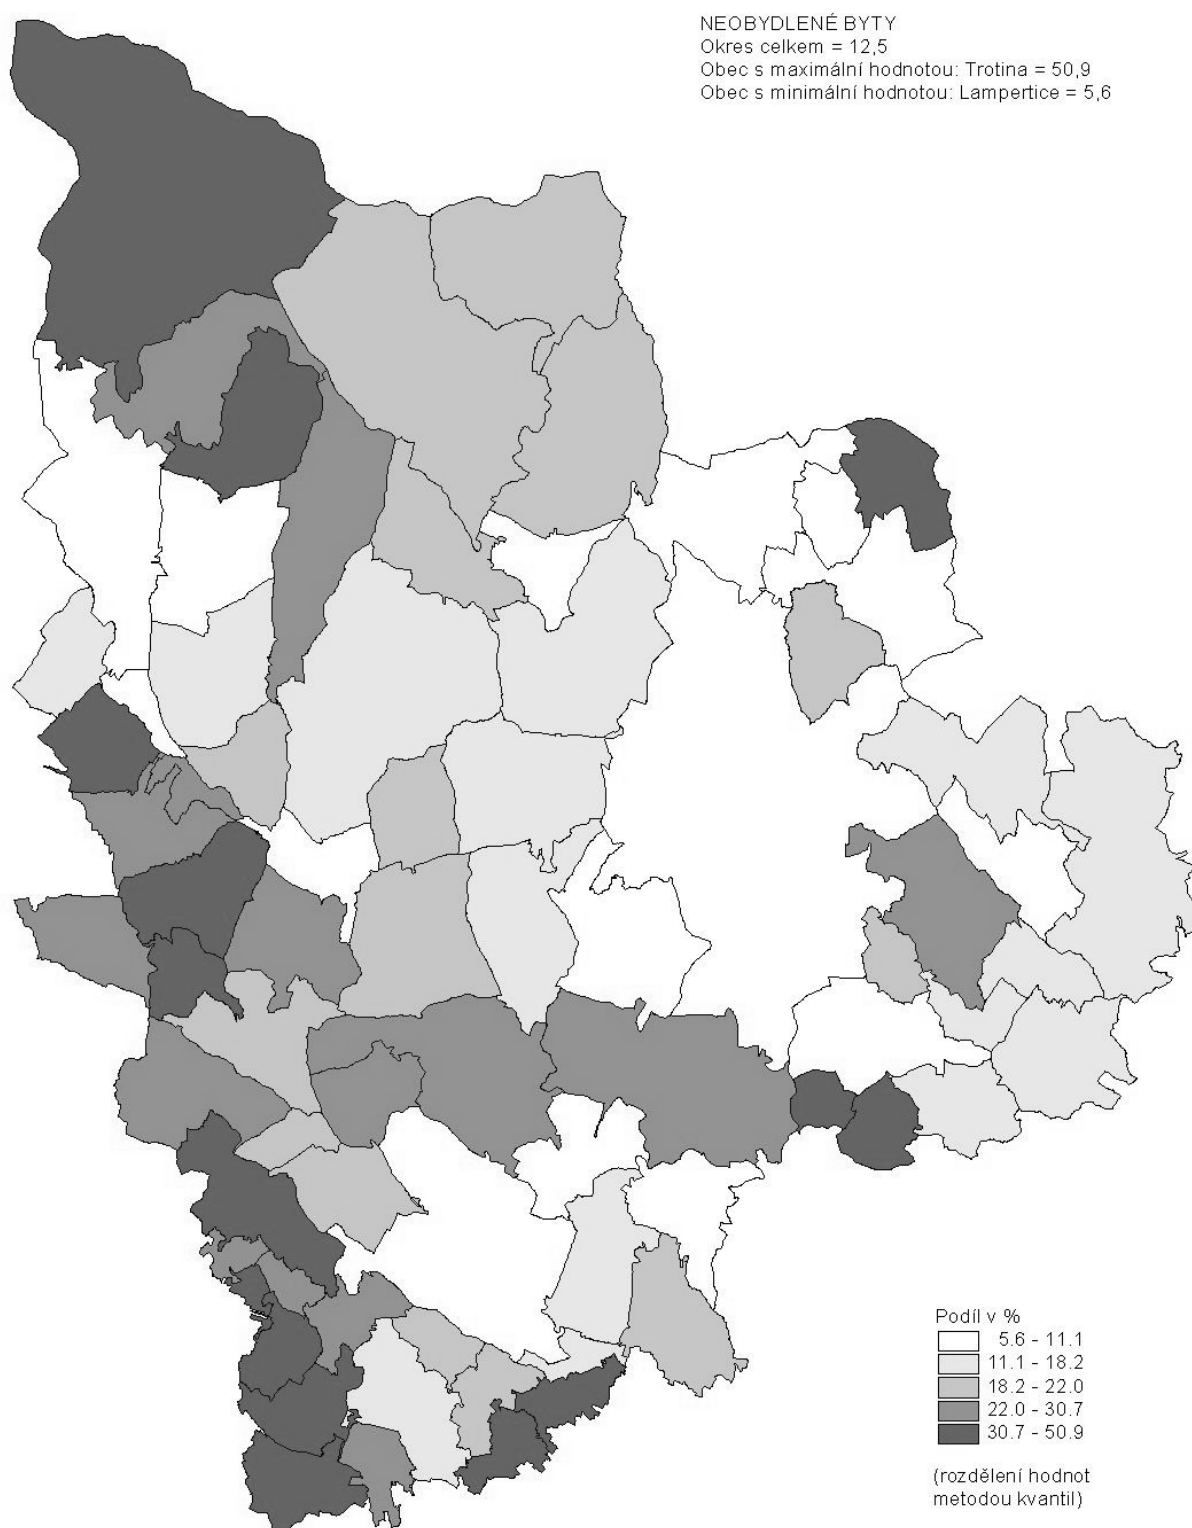 NEOBYDLENÉ BYTY
Okres celkem = 12,5
Obec s maximální hodnotou: Trotina = 50,9
Obec s minimální hodnotou: Lampertice = 5,6
Podíl v %
5.6 - 11.1
11.1 - 18.2
18.2 - 22.0
22.0 - 30.7
30.7 - 50.9
(rozdělení hodnot
metodou kvantil)